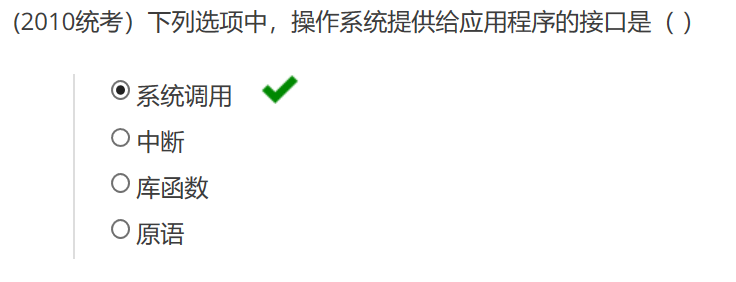 (2010统考）下列选项中，操作系统提供给应用程序的接口是（ ）
系统调用
中断
库函数
原语